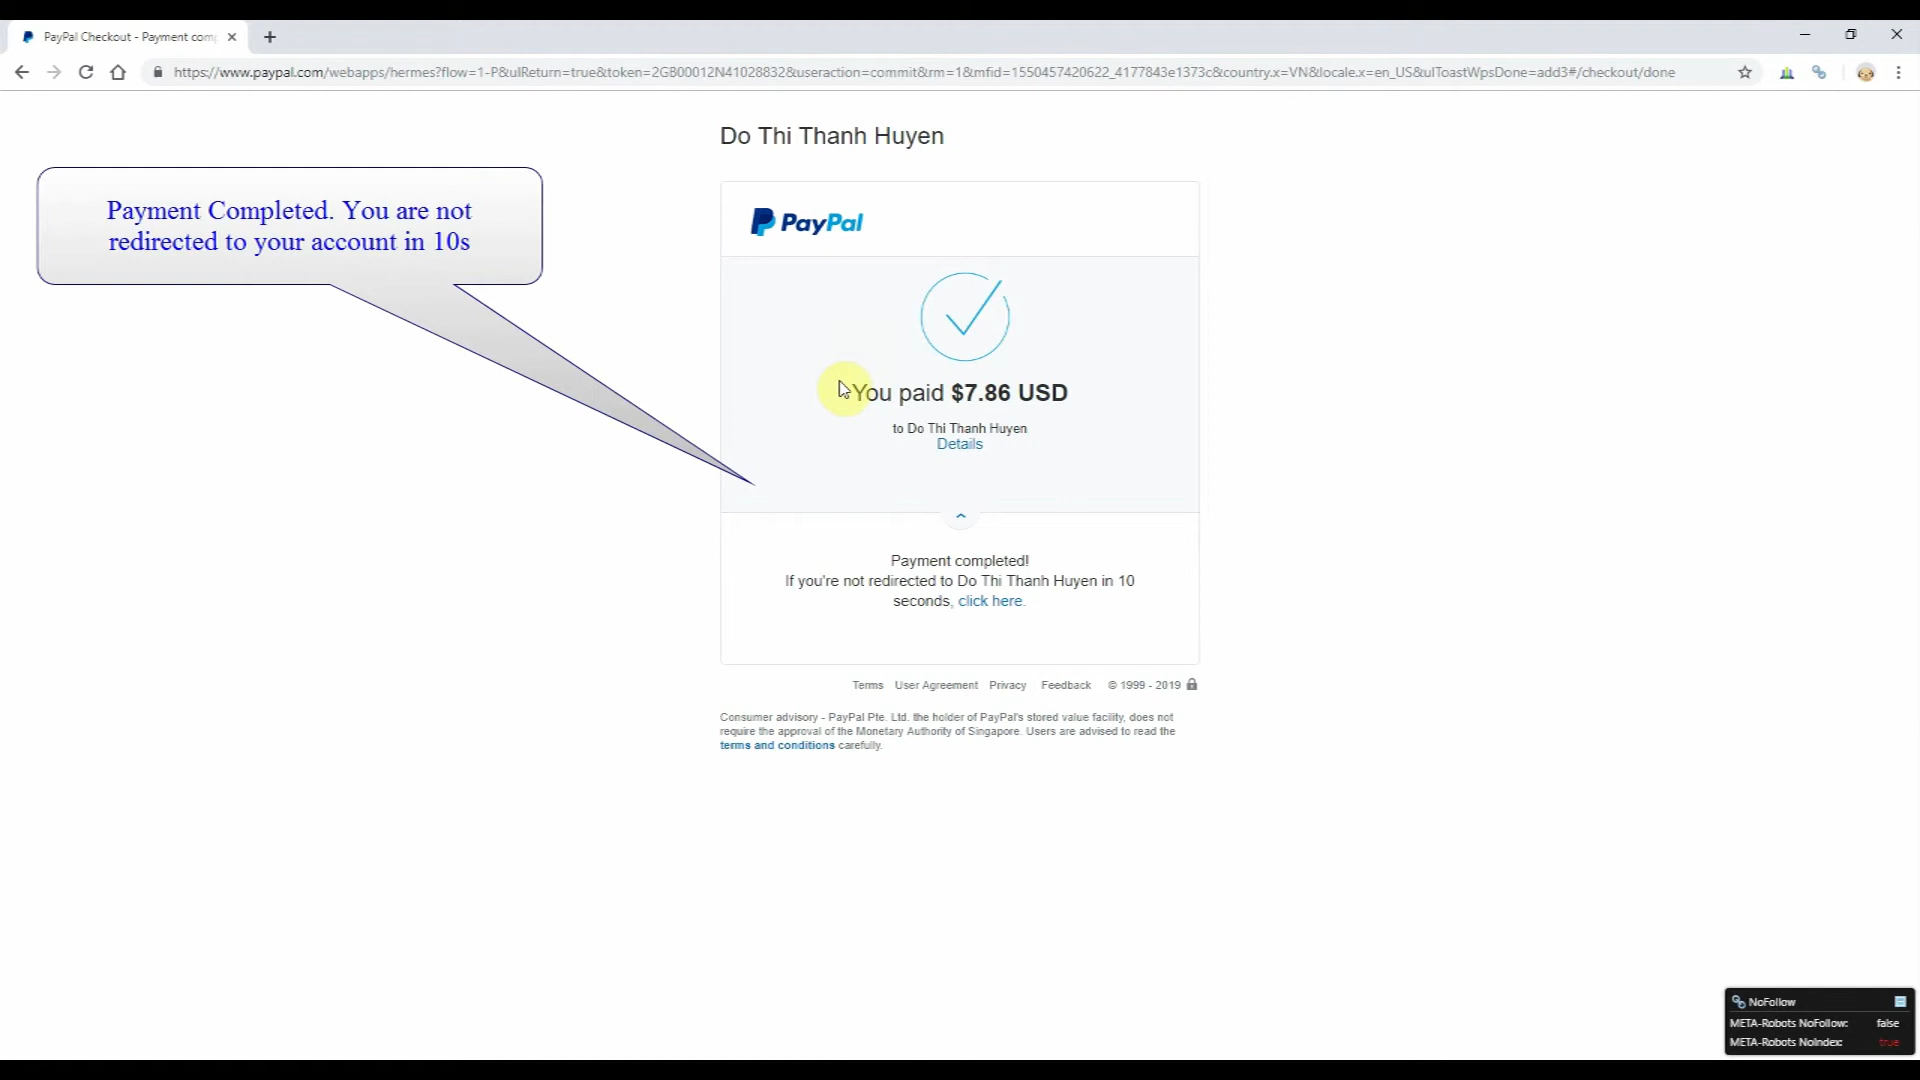 PayPal Checkout - Payment comp
https://www.paypal.com/webapps/hermes?flow=1-P&ulReturn=true&token=2GB00012N41028832&useraction=commit&rm=1&mfid=1550457420622_4177843e1373c&country.x=VN&locale.x=en_US&ulToastWpsDone=add3#/checkout/done
Do Thi Thanh Huyen
Payment Completed. You are not
redirected to your account in 10s
PayPal
You paid $7.86 USD
to Do Thi Thanh Huyen
Details
Payment completed!
If you're not redirected to Do Thi Thanh Huyen in 10
seconds, click here.
Terms User Agreement Privacy Feedback © 1999 - 2019
Consumer advisory - PayPal Pte. Ltd. the holder of PayPal's stored value facility, does not
require the approval of the Monetary Authority of Singapore. Users are advised to read the
terms and conditions carefully.
NoFollow
META-Robots NoFollow: false
META-Robots NoIndex: true